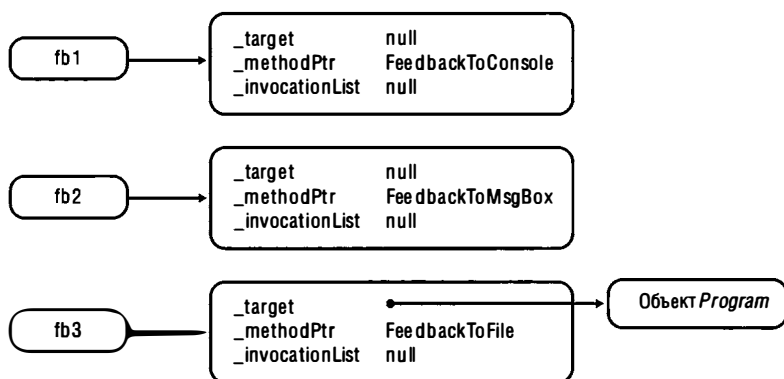 fb1
_target null
_methodPtr FeedbackToConsole
_invocationList null
fb2
_target null
_methodPtr FeedbackToMsgBox
_invocationList null
fb3
_target
_methodPtr FeedbackToFile
_invocationList null
Объект Program